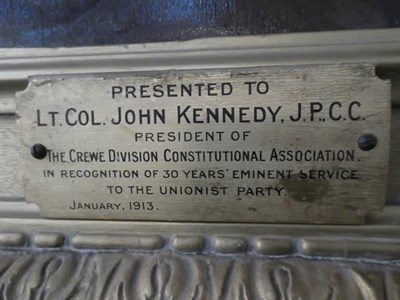 PRESENTED TO
LT. COL. JOHN KENNEDY, J.P., C.C.
PRESIDENT OF
THE CREWE DIVISION CONSTITUTIONAL ASSOCIATION.
IN RECOGNITION OF 30 YEARS' EMINENT SERVICE
TO THE UNIONIST PARTY.
JANUARY, 1913.